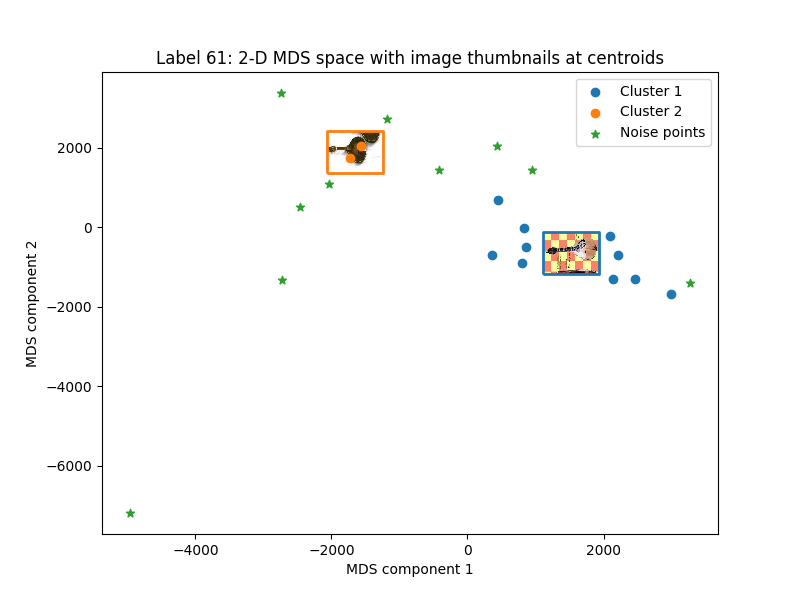 Label 61: 2-D MDS space with image thumbnails at centroids
Cluster 1
Cluster 2
Noise points
2000
0
−2000
−4000
−6000
MDS component 2
−4000
−2000
0
2000
MDS component 1